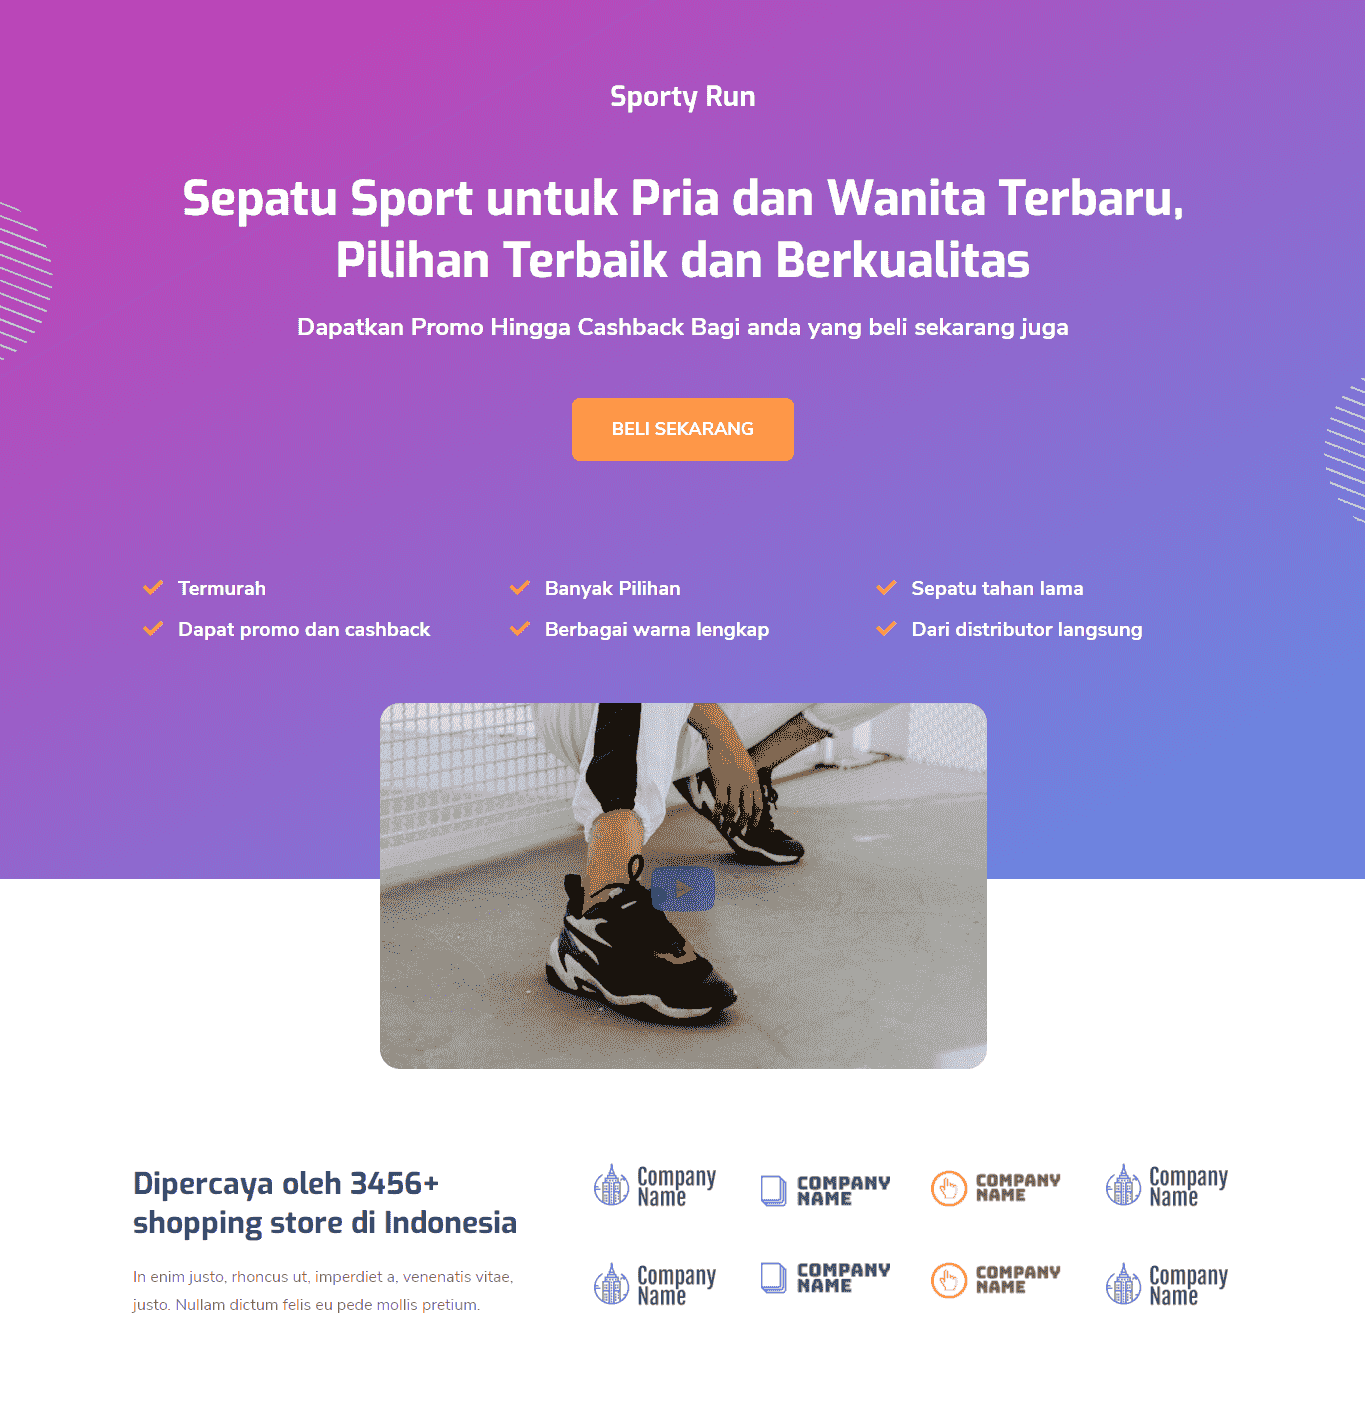 Sporty Run
Sepatu Sport untuk Pria dan Wanita Terbaru,
Pilihan Terbaik dan Berkualitas
Dapatkan Promo Hingga Cashback Bagi anda yang beli sekarang juga
BELI SEKARANG
Termurah
Dapat promo dan cashback
Banyak Pilihan
Berbagai warna lengkap
Sepatu tahan lama
Dari distributor langsung
Dipercaya oleh 3456+
shopping store di Indonesia
In enim justo, rhoncus ut, imperdiet a, venenatis vitae,
justo. Nullam dictum felis eu pede mollis pretium.
Company
Name
COMPANY
NAME
COMPANY
NAME
Company
Name
Company
Name
COMPANY
NAME
COMPANY
NAME
Company
Name